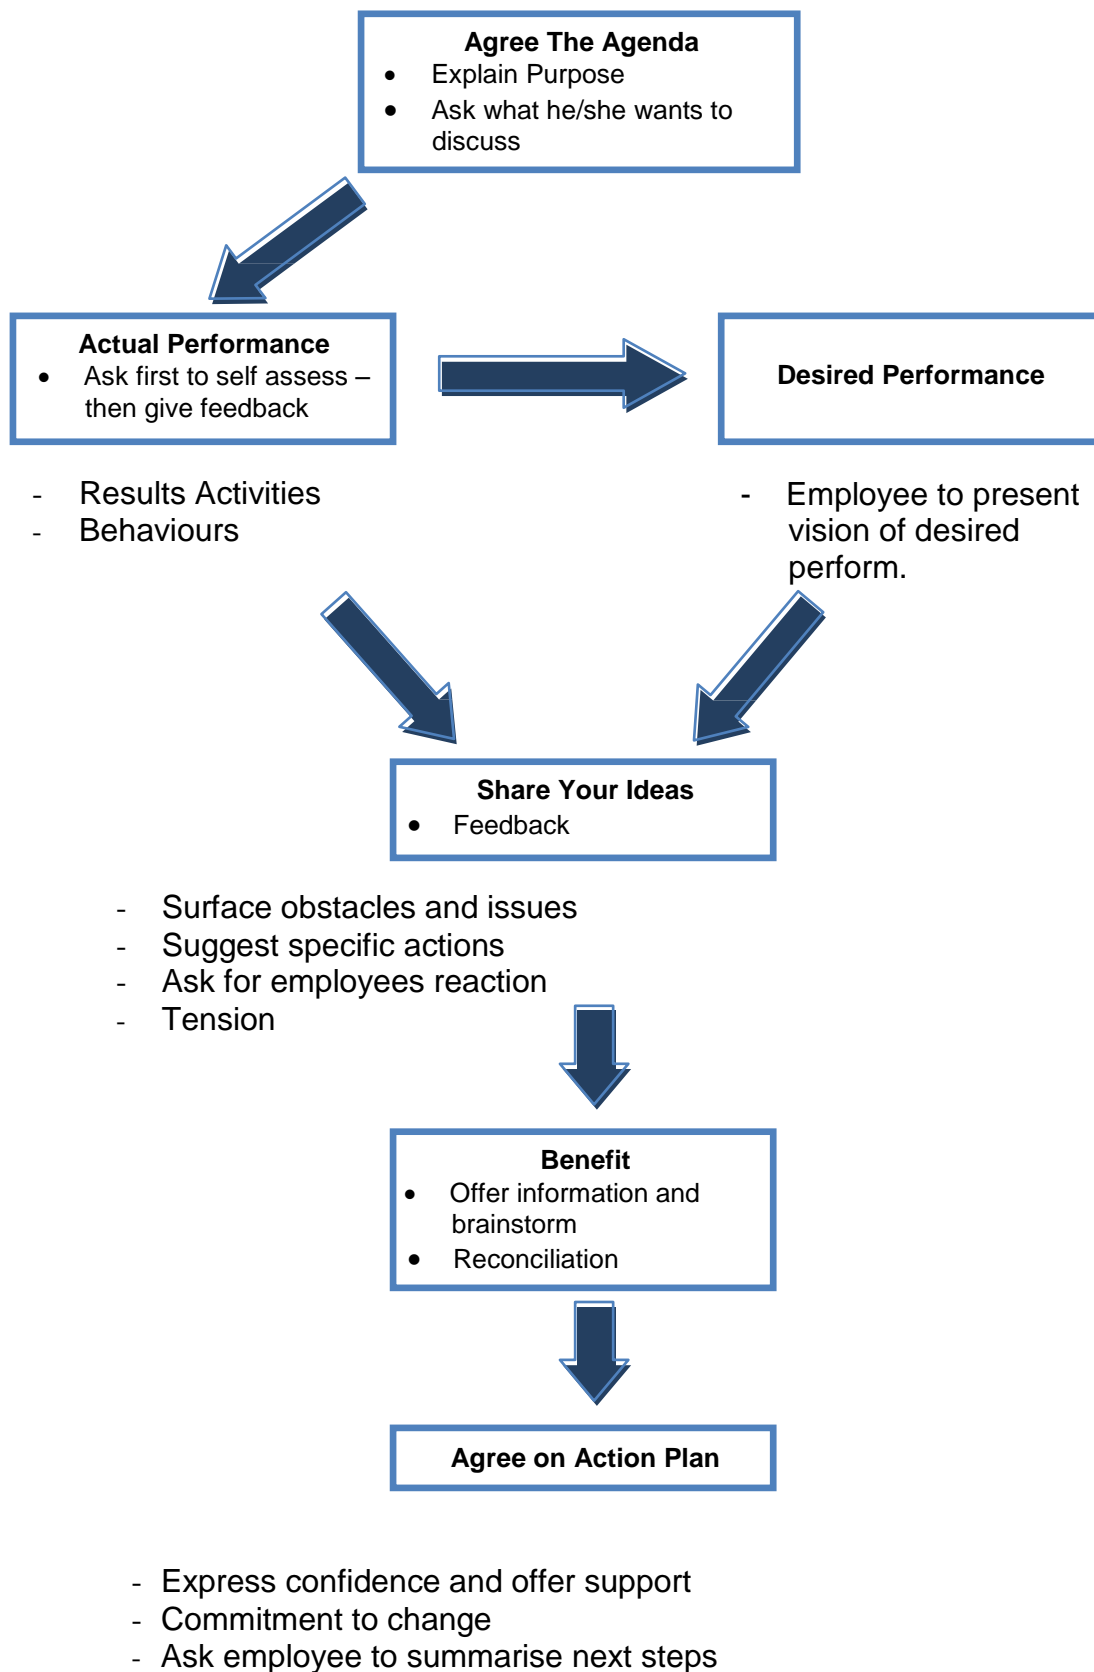 Agree The Agenda
• Explain Purpose
• Ask what he/she wants to
discuss
Actual Performance
• Ask first to self assess –
then give feedback
Desired Performance
- Results Activities
- Behaviours
- Employee to present
vision of desired
perform.
Share Your Ideas
• Feedback
- Surface obstacles and issues
- Suggest specific actions
- Ask for employees reaction
- Tension
Benefit
• Offer information and
brainstorm
• Reconciliation
Agree on Action Plan
- Express confidence and offer support
- Commitment to change
- Ask employee to summarise next steps